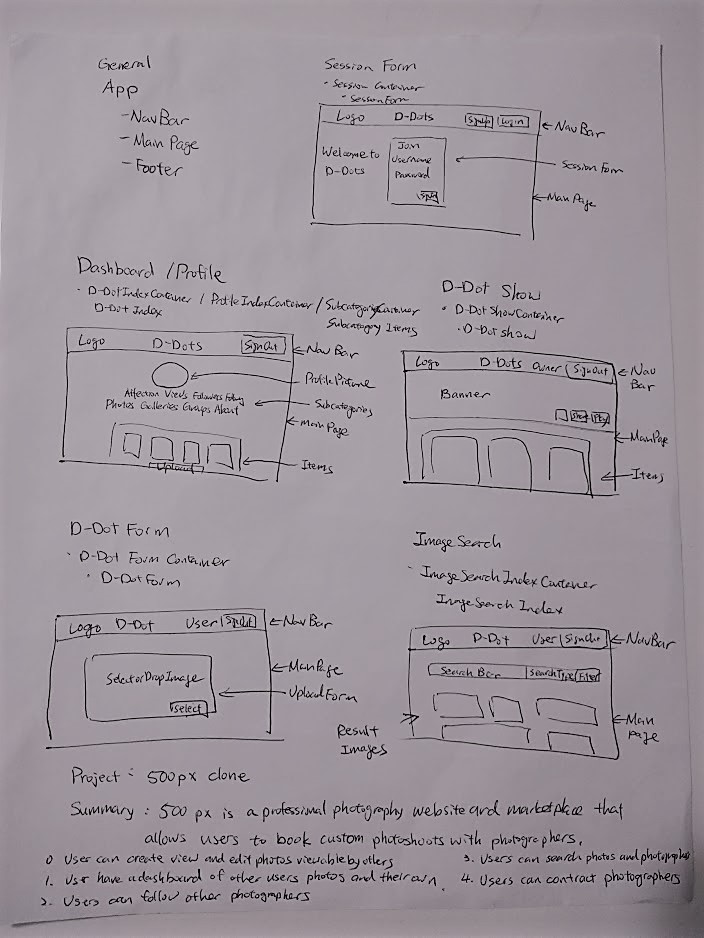 General
App
- NavBar
- Main Page
- Footer
Session Form
- Session Container
- Session Form
Logo D-Dots SignUp Login
← NavBar
Welcome to
D-Dots
Join
Username
Password
← Session Form
← Main Page
Dashboard / Profile
- D-Dot Index Container / Profile Index Container / Subcategories Container
D-Dot Index
Subcategory Items
Logo D-Dots SignOut
← Nav Bar
← Profile Picture
Affection Views Followers Following
Photos Galleries Groups About
← Subcategories
← Main Page
← Items
Upload
D-Dot Show
• D-Dot Show Container
• D-Dot show
Logo D-Dots Owner SignOut
← Nav
Bar
Banner
← Main Page
← Items
D-Dot Form
• D-Dot Form Container
• D-Dot Form
Logo D-Dot User SignOut
← NavBar
Select or Drop Image
Select
← Main Page
← Upload Form
Image Search
- Image Search Index Container
Image Search Index
Logo D-Dot User SignOut
← NavBar
Search Bar Search Type Filter
Result
Images
← Main
page
Project : 500px clone
Summary : 500 px is a professional photography website and marketplace that
allows users to book custom photoshoots with photographers.
0 User can create view and edit photos viewable by others
1. User have a dashboard of other users photos and their own.
2. Users can follow other photographers
3. Users can search photos and photographers
4. Users can contract photographers